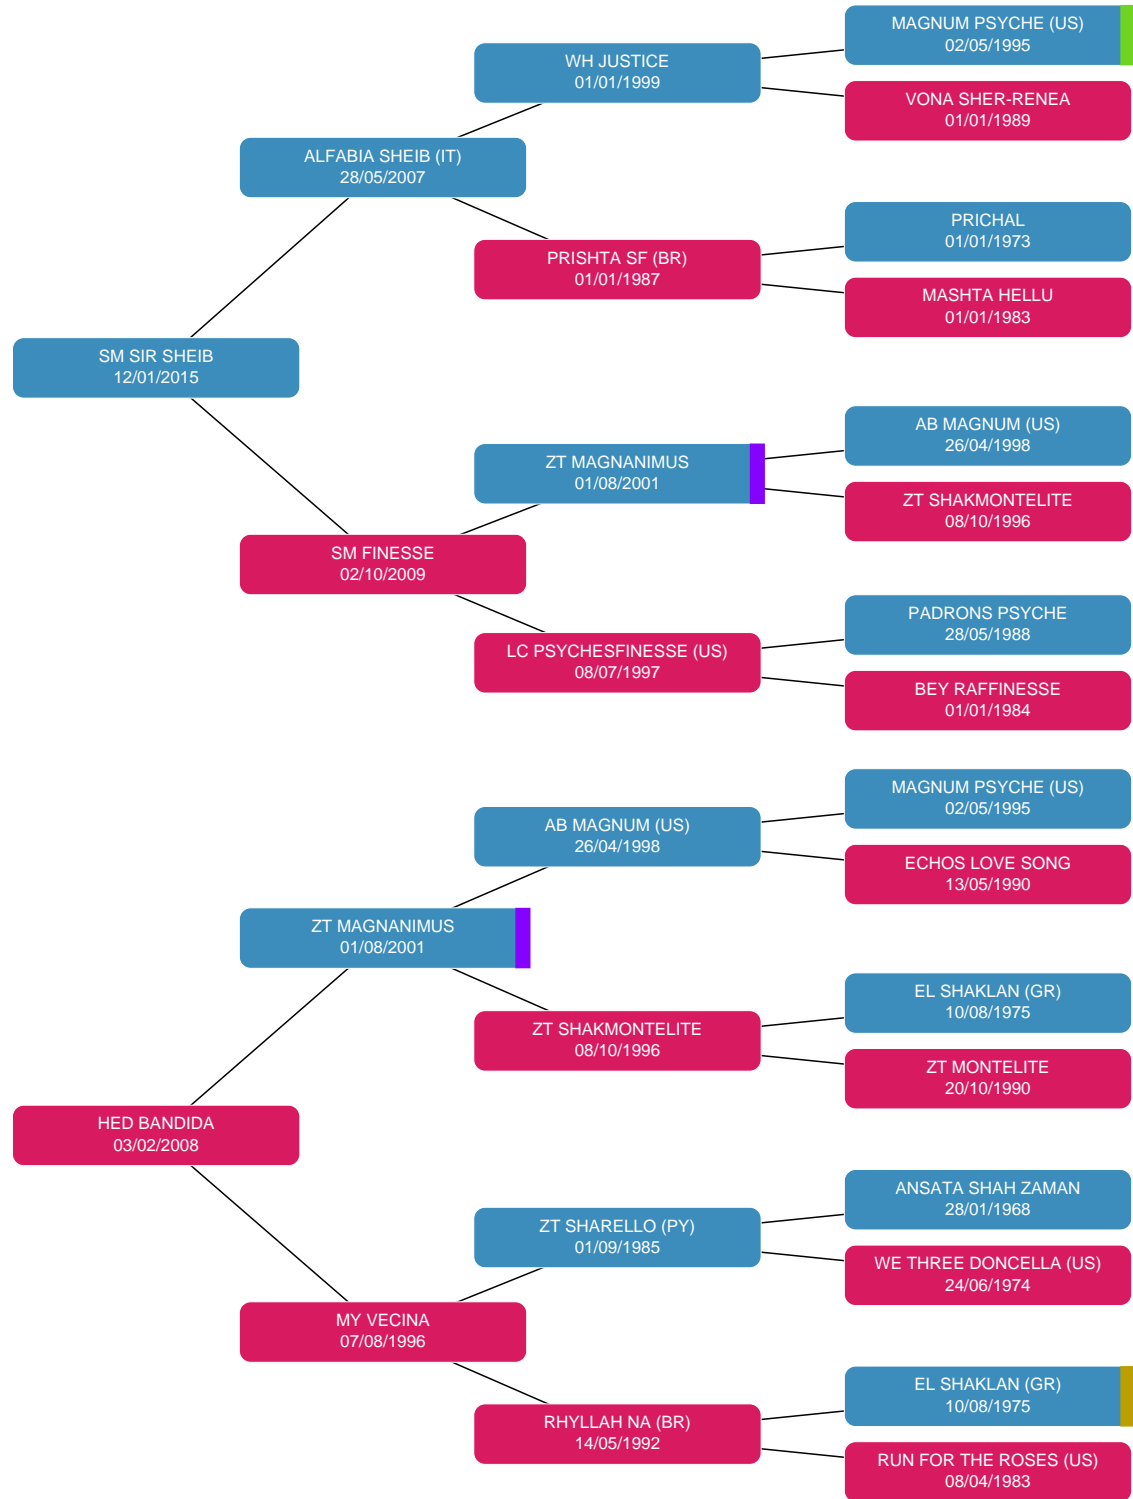 MAGNUM PSYCHE (US)
02/05/1995
WH JUSTICE
01/01/1999
VONA SHER-RENEA
01/01/1989
ALFABIA SHEIB (IT)
28/05/2007
PRICHAL
01/01/1973
PRISHTA SF (BR)
01/01/1987
MASHTA HELLU
01/01/1983
SM SIR SHEIB
12/01/2015
AB MAGNUM (US)
26/04/1998
ZT MAGNANIMUS
01/08/2001
ZT SHAKMONTELITE
08/10/1996
SM FINESSE
02/10/2009
PADRONS PSYCHE
28/05/1988
LC PSYCHESFINESSE (US)
08/07/1997
BEY RAFFINESSE
01/01/1984
MAGNUM PSYCHE (US)
02/05/1995
AB MAGNUM (US)
26/04/1998
ECHOS LOVE SONG
13/05/1990
ZT MAGNANIMUS
01/08/2001
EL SHAKLAN (GR)
10/08/1975
ZT SHAKMONTELITE
08/10/1996
ZT MONTELITE
20/10/1990
HED BANDIDA
03/02/2008
ANSATA SHAH ZAMAN
28/01/1968
ZT SHARELLO (PY)
01/09/1985
WE THREE DONCELLA (US)
24/06/1974
MY VECINA
07/08/1996
EL SHAKLAN (GR)
10/08/1975
RHYLLAH NA (BR)
14/05/1992
RUN FOR THE ROSES (US)
08/04/1983